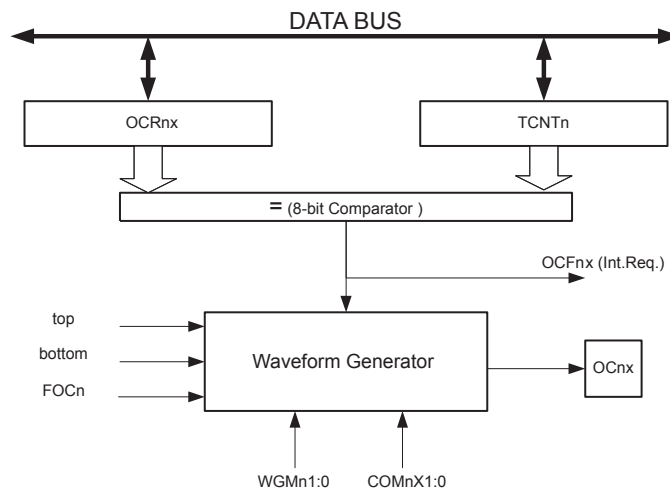 DATA BUS
OCRnx
TCNTn
= (8-bit Comparator )
OCFnx (Int.Req.)
top
bottom
FOCn
Waveform Generator
OCnx
WGMn1:0
COMnX1:0